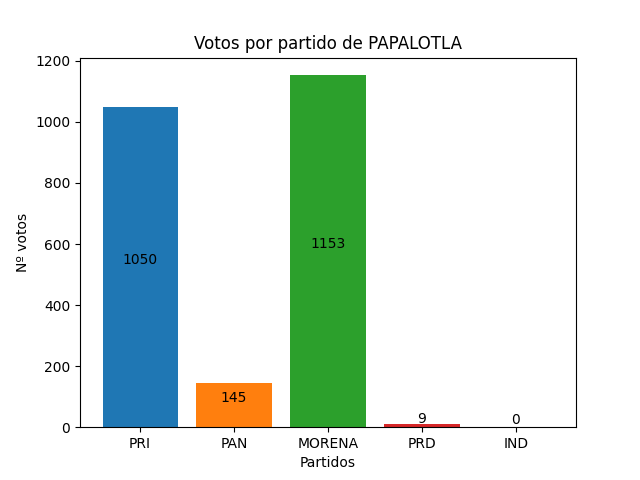 Votos por partido de PAPALOTLA
1200
1000
800
600
400
200
0
Nº votos
1050
145
1153
9
0
PRI
PAN
MORENA
PRD
IND
Partidos